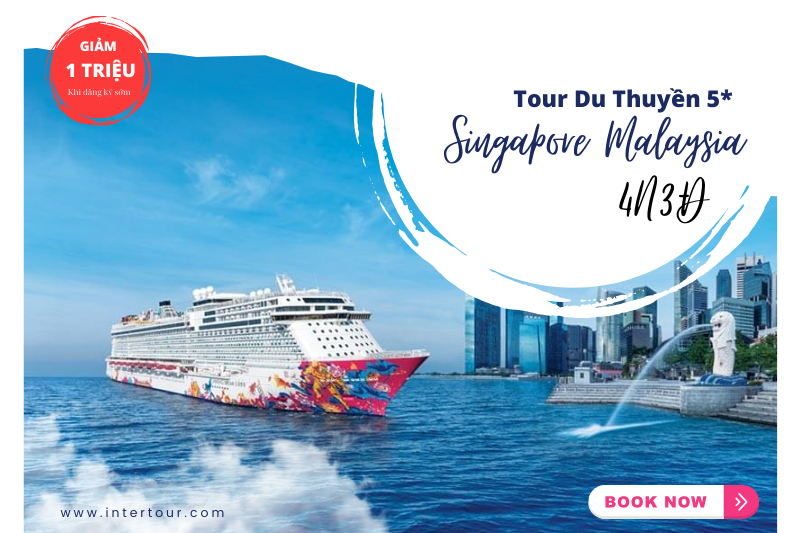 GIẢM
1 TRIỆU
Khi đăng ký sớm
Tour Du Thuyền 5*
Singapore Malaysia
4N3Đ
www.intertour.com
BOOK NOW